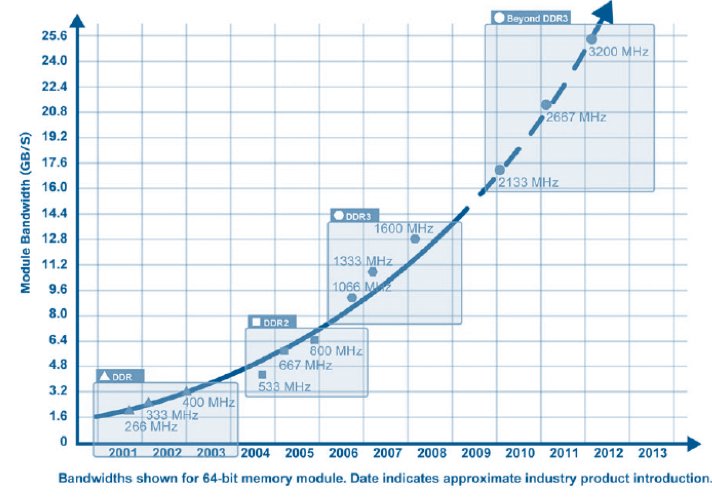 Beyond DDR3
25.6
3200 MHz
24.0
22.4
20.8
2667 MHz
19.2
17.6
2133 MHz
16.0
14.4
DDR3
1600 MHz
12.8
1333 MHz
11.2
1066 MHz
9.6
8.0
DDR2
6.4
800 MHz
667 MHz
4.8
533 MHz
DDR
3.2
400 MHz
333 MHz
1.6
266 MHz
0
Module Bandwidth (GB/S)
2001 2002 2003 2004 2005 2006 2007 2008 2009 2010 2011 2012 2013
Bandwidths shown for 64-bit memory module. Date indicates approximate industry product introduction.